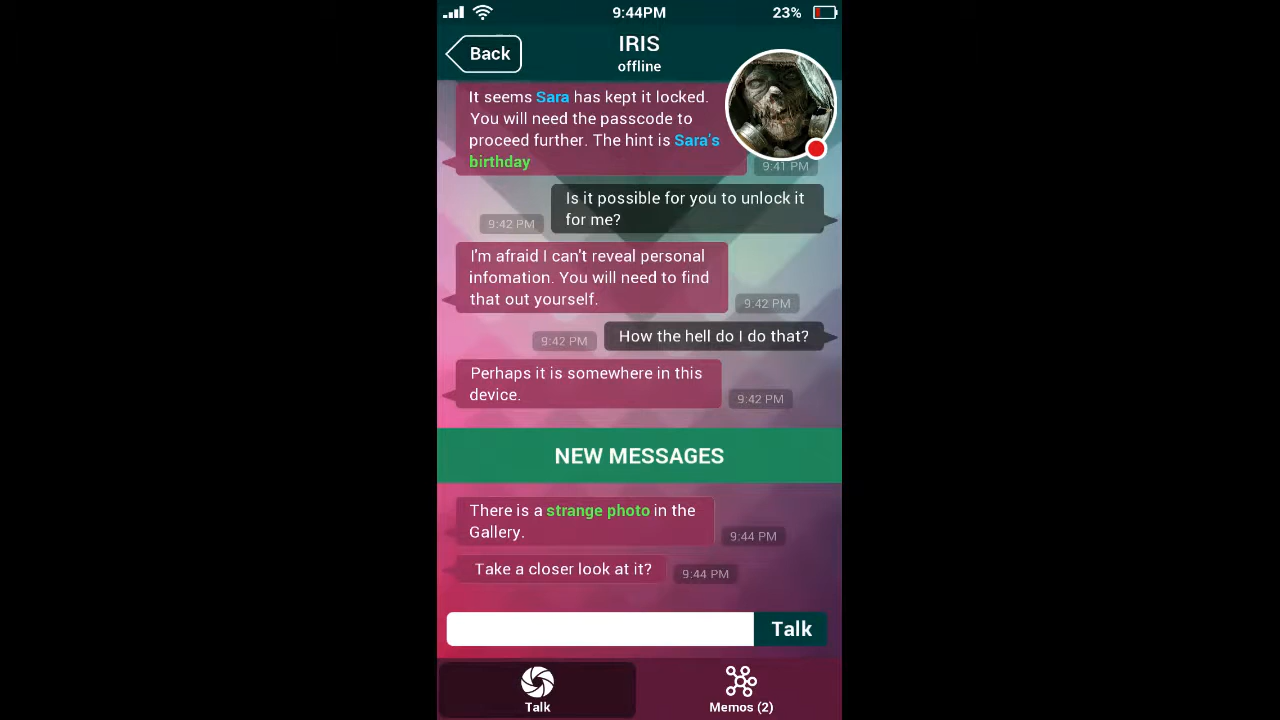 9:44PM
23%
Back
IRIS
offline
It seems Sara has kept it locked.
You will need the passcode to
proceed further. The hint is Sara's
birthday
9:41 PM
Is it possible for you to unlock it
for me?
9:42 PM
I'm afraid I can't reveal personal
infomation. You will need to find
that out yourself.
9:42 PM
How the hell do I do that?
9:42 PM
Perhaps it is somewhere in this
device.
9:42 PM
NEW MESSAGES
There is a strange photo in the
Gallery.
9:44 PM
Take a closer look at it?
9:44 PM
Talk
Talk
Memos (2)